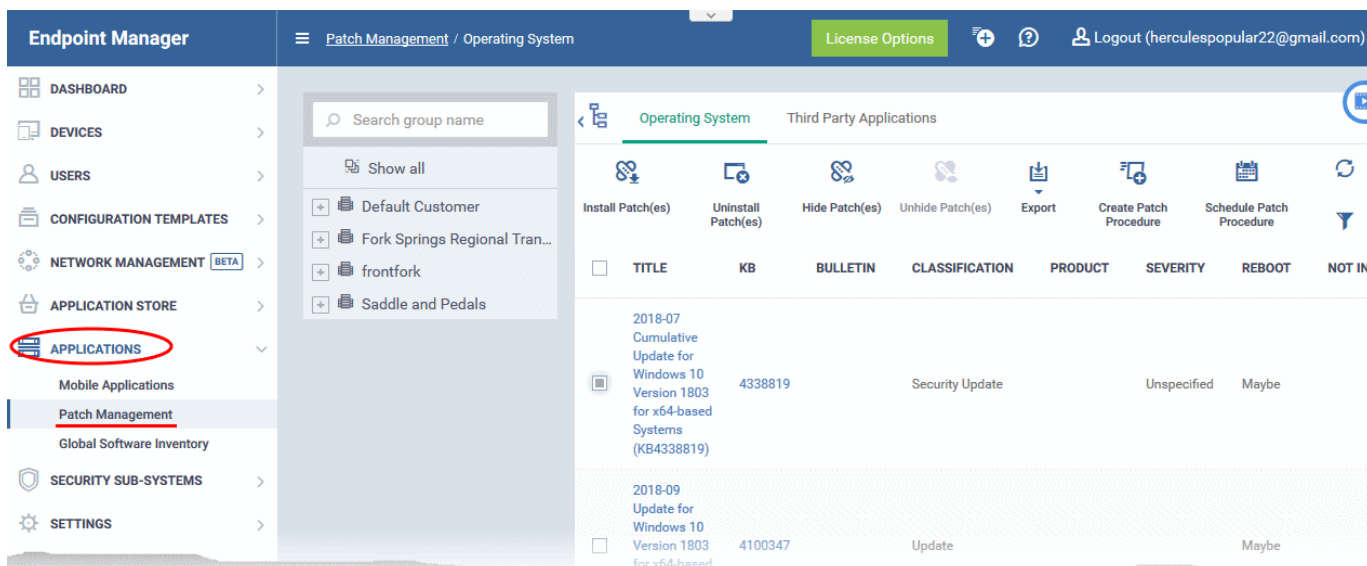 Endpoint Manager
Patch Management / Operating System
License Options
Logout (herculespopular22@gmail.com)
DASHBOARD
DEVICES
USERS
CONFIGURATION TEMPLATES
NETWORK MANAGEMENT BETA
APPLICATION STORE
APPLICATIONS
Mobile Applications
Patch Management
Global Software Inventory
SECURITY SUB-SYSTEMS
SETTINGS
Search group name
Show all
Default Customer
Fork Springs Regional Tran...
frontfork
Saddle and Pedals
Operating System
Third Party Applications
Install Patch(es)
Uninstall
Patch(es)
Hide Patch(es)
Unhide Patch(es)
Export
Create Patch
Procedure
Schedule Patch
Procedure
TITLE KB BULLETIN CLASSIFICATION PRODUCT SEVERITY REBOOT NOT IN
2018-07
Cumulative
Update for
Windows 10
Version 1803
for x64-based
Systems
(KB4338819)
4338819
Security Update
Unspecified
Maybe
2018-09
Update for
Windows 10
Version 1803
for x64-based
4100347
Update
Maybe